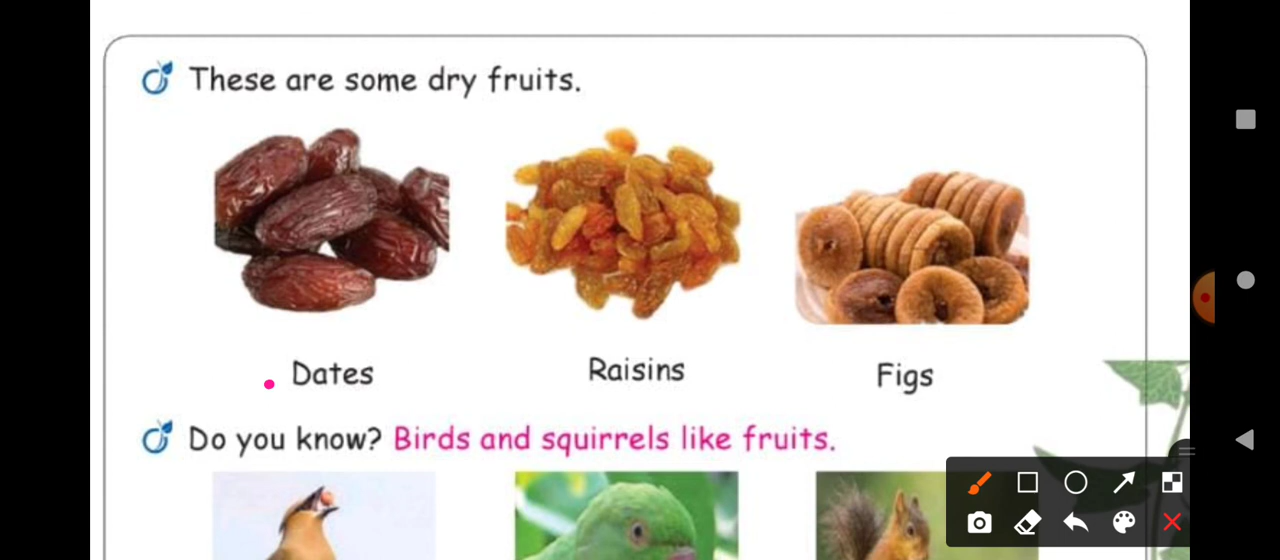 These are some dry fruits.
Dates
Raisins
Figs
Do you know? Birds and squirrels like fruits.